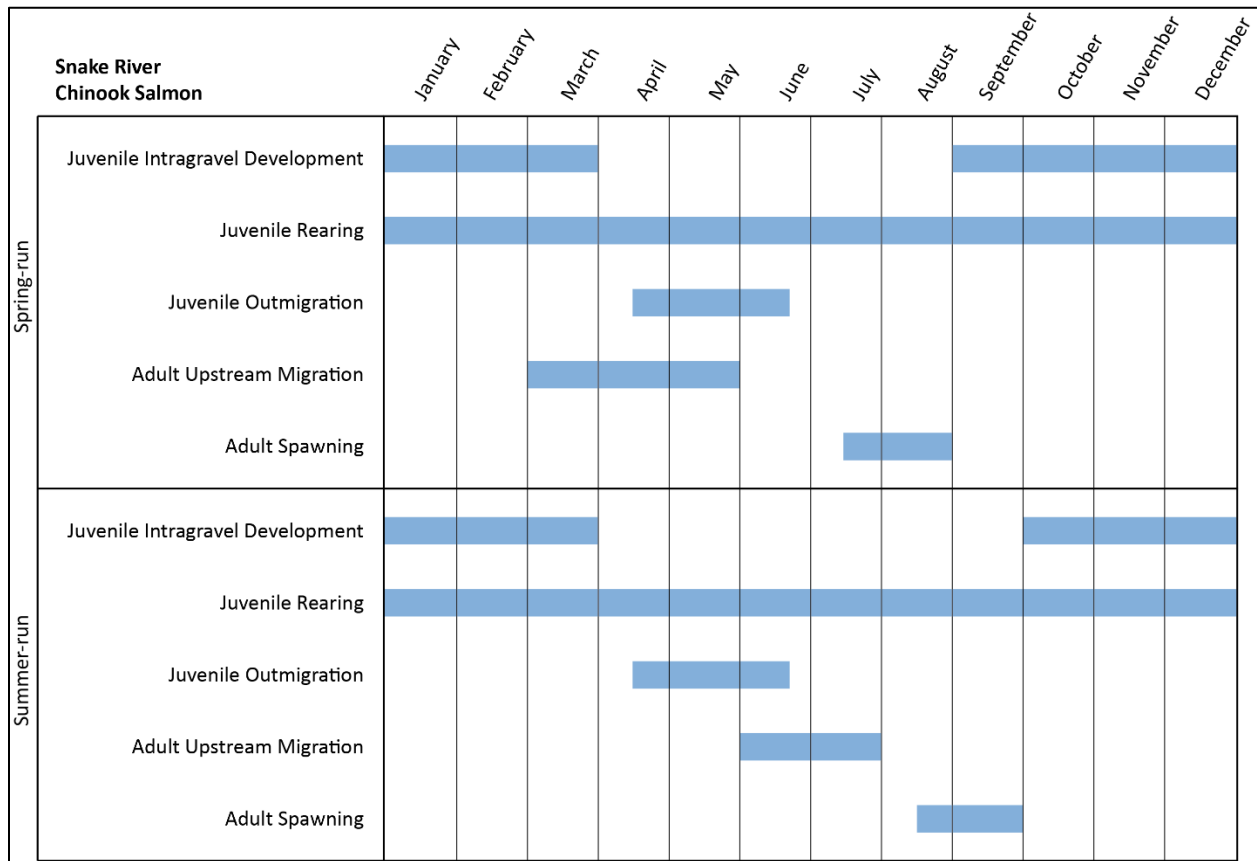 Snake River
Chinook Salmon
January
February
March
April
May
June
July
August
September
October
November
December
Spring-run
Juvenile Intragravel Development
Juvenile Rearing
Juvenile Outmigration
Adult Upstream Migration
Adult Spawning
Summer-run
Juvenile Intragravel Development
Juvenile Rearing
Juvenile Outmigration
Adult Upstream Migration
Adult Spawning